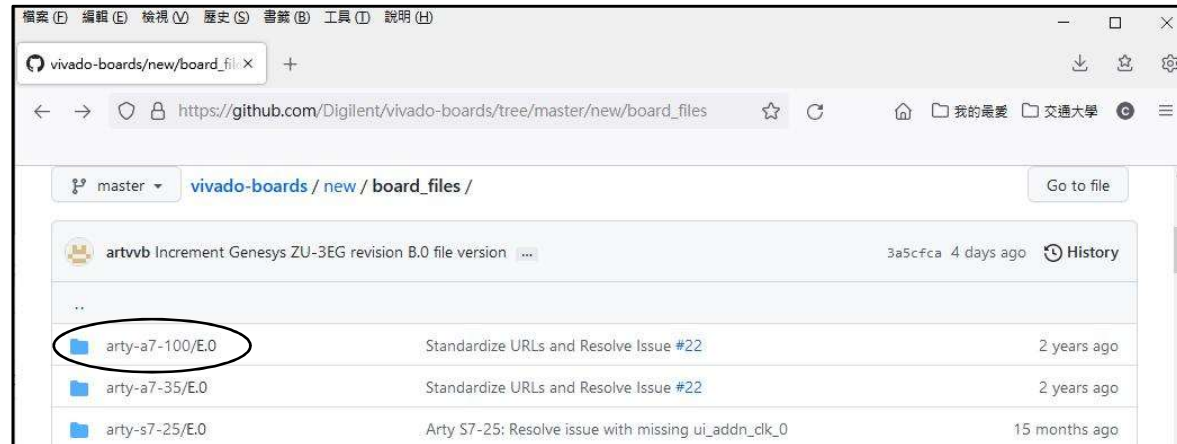 檔案(F) 編輯(E) 檢視(V) 歷史(S) 書籤(B) 工具(T) 說明(H)
vivado-boards/new/board_fil
https://github.com/Digilent/vivado-boards/tree/master/new/board_files 我的最愛 交通大學 C
master vivado-boards / new / board_files / Go to file
artvvb Increment Genesys ZU-3EG revision B.0 file version ... 3a5cfca 4 days ago History
..
arty-a7-100/E.0 Standardize URLs and Resolve Issue #22 2 years ago
arty-a7-35/E.0 Standardize URLs and Resolve Issue #22 2 years ago
arty-s7-25/E.0 Arty S7-25: Resolve issue with missing ui_addn_clk_0 15 months ago